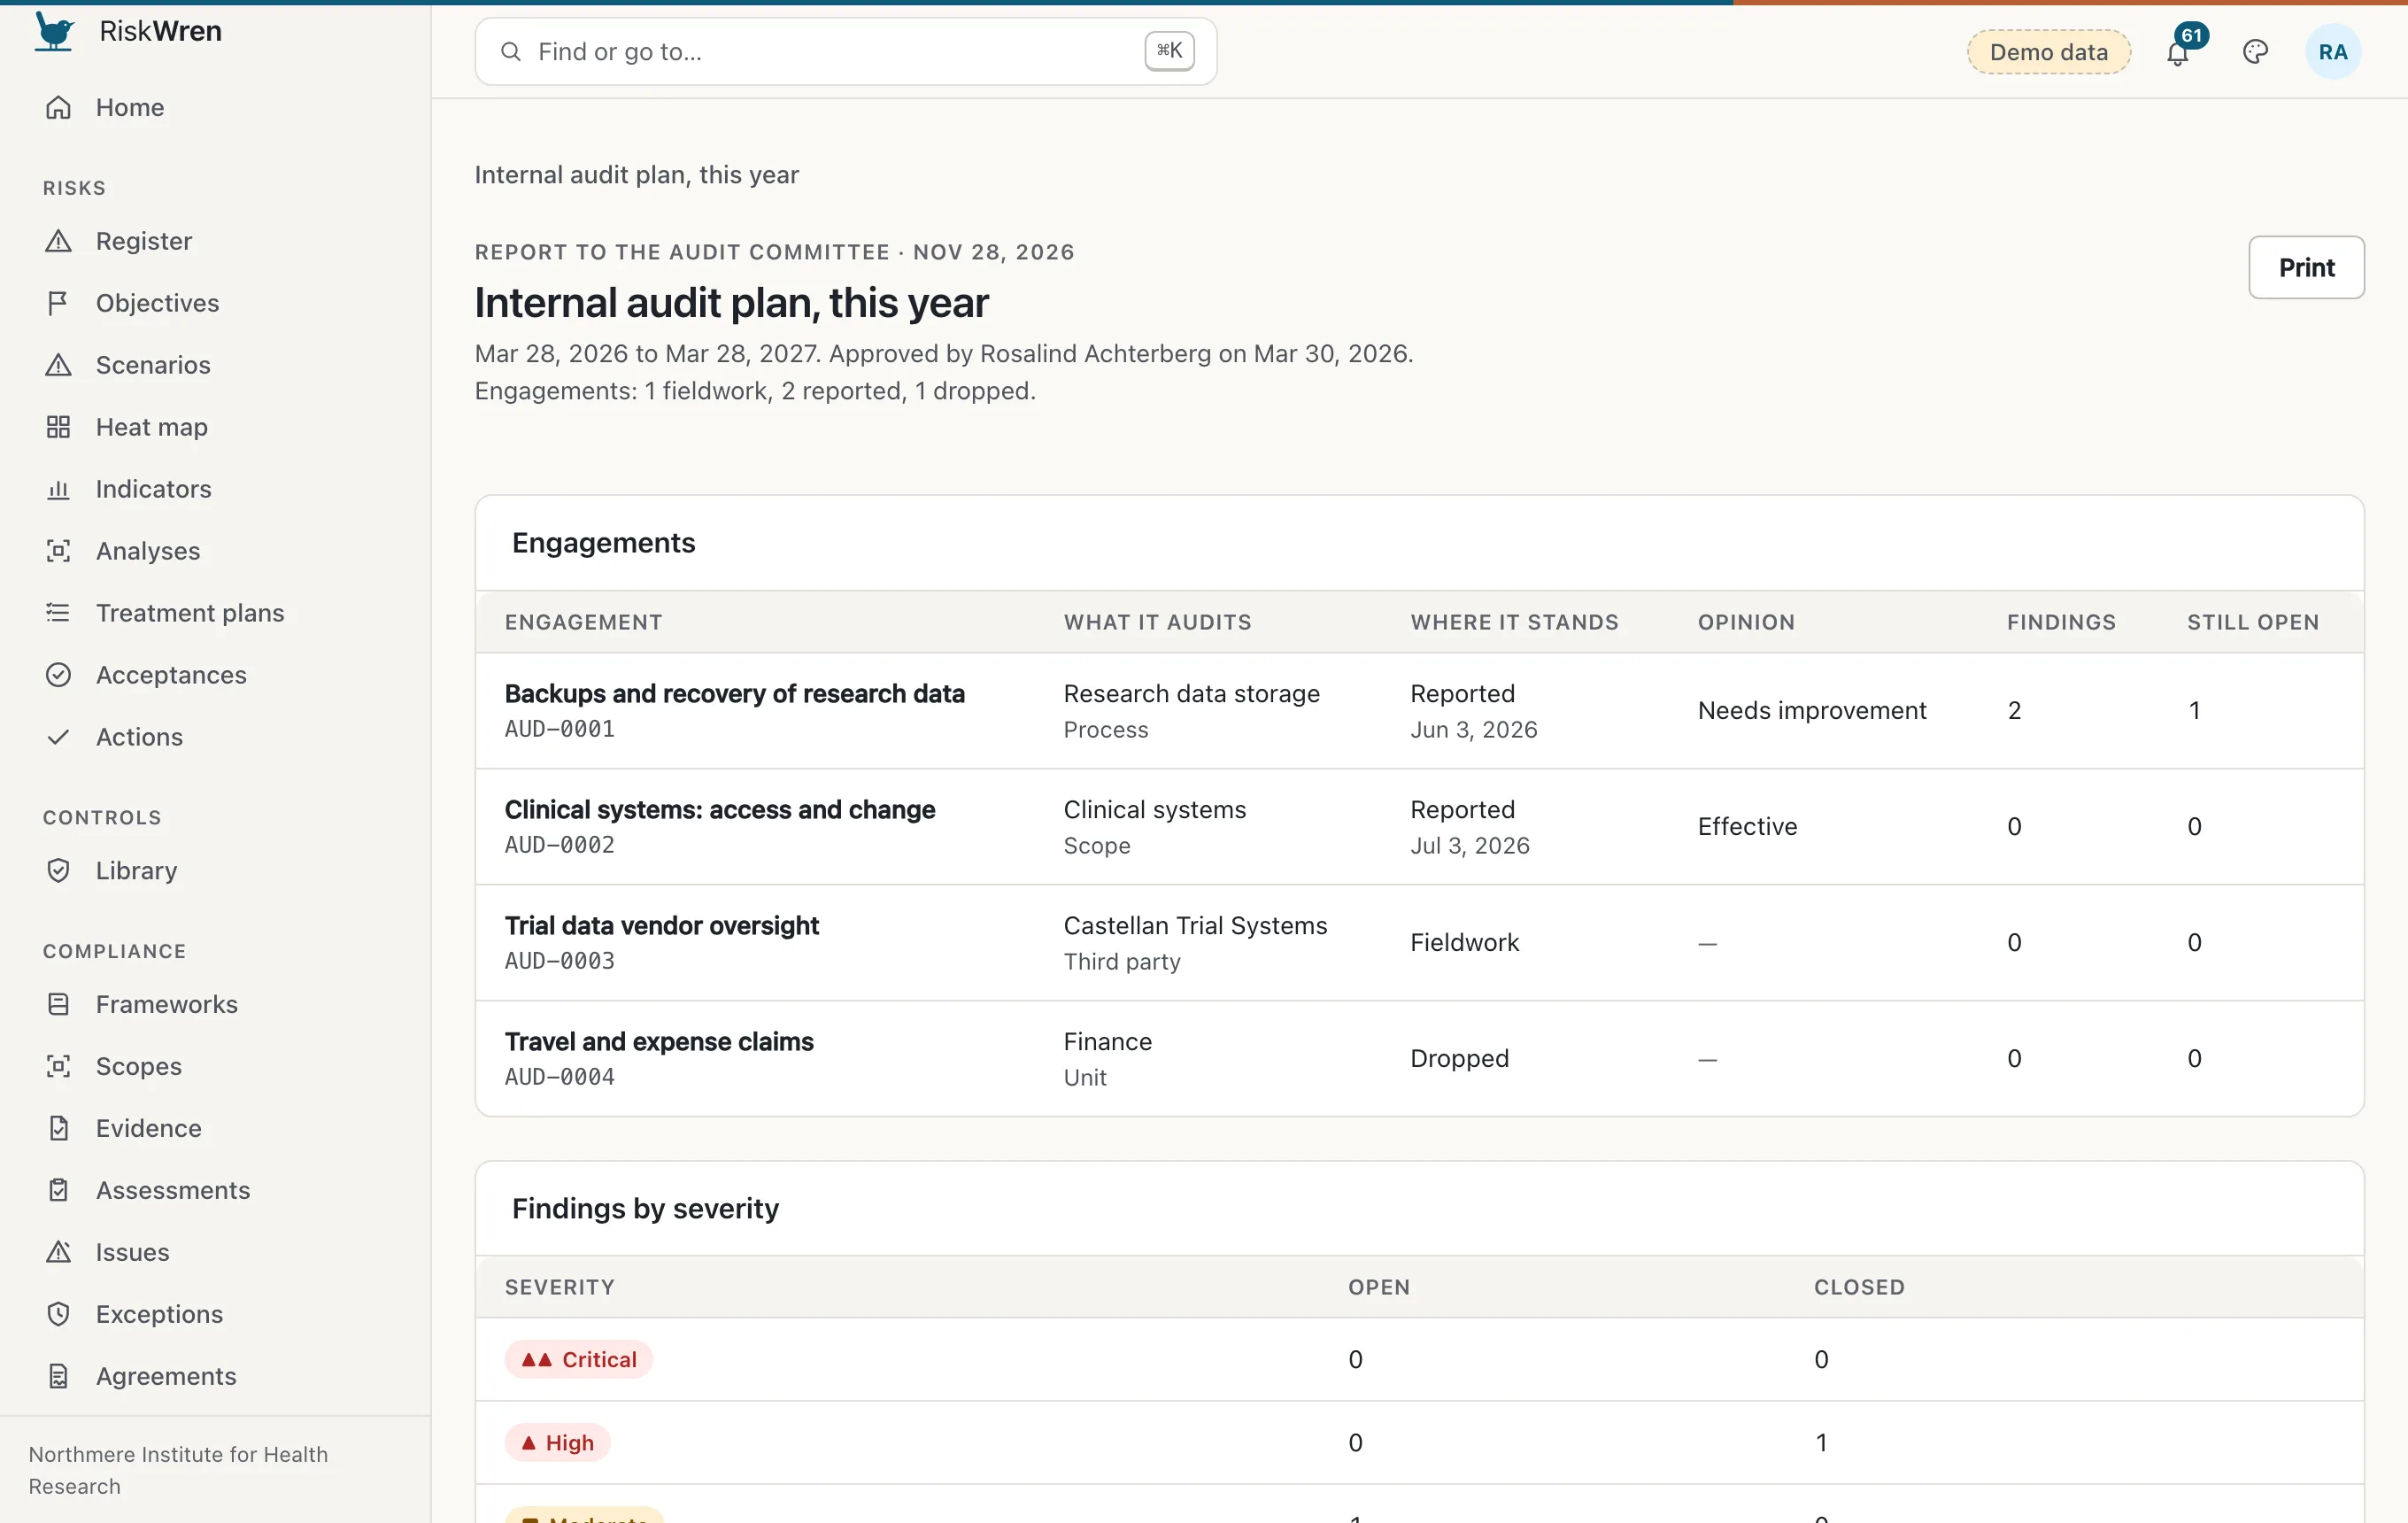 RiskWren
Find or go to...
⌘K
Demo data
61
RA
Home
RISKS
Register
Objectives
Scenarios
Heat map
Indicators
Analyses
Treatment plans
Acceptances
Actions
CONTROLS
Library
COMPLIANCE
Frameworks
Scopes
Evidence
Assessments
Issues
Exceptions
Agreements
Northmere Institute for Health
Research
Internal audit plan, this year
REPORT TO THE AUDIT COMMITTEE · NOV 28, 2026
Internal audit plan, this year
Print
Mar 28, 2026 to Mar 28, 2027. Approved by Rosalind Achterberg on Mar 30, 2026.
Engagements: 1 fieldwork, 2 reported, 1 dropped.
Engagements
ENGAGEMENT WHAT IT AUDITS WHERE IT STANDS OPINION FINDINGS STILL OPEN
Backups and recovery of research data Research data storage Reported Needs improvement 2 1
AUD-0001 Process Jun 3, 2026
Clinical systems: access and change Clinical systems Reported Effective 0 0
AUD-0002 Scope Jul 3, 2026
Trial data vendor oversight Castellan Trial Systems Fieldwork — 0 0
AUD-0003 Third party
Travel and expense claims Finance Dropped — 0 0
AUD-0004 Unit
Findings by severity
SEVERITY OPEN CLOSED
Critical 0 0
High 0 1
Moderate 1 0